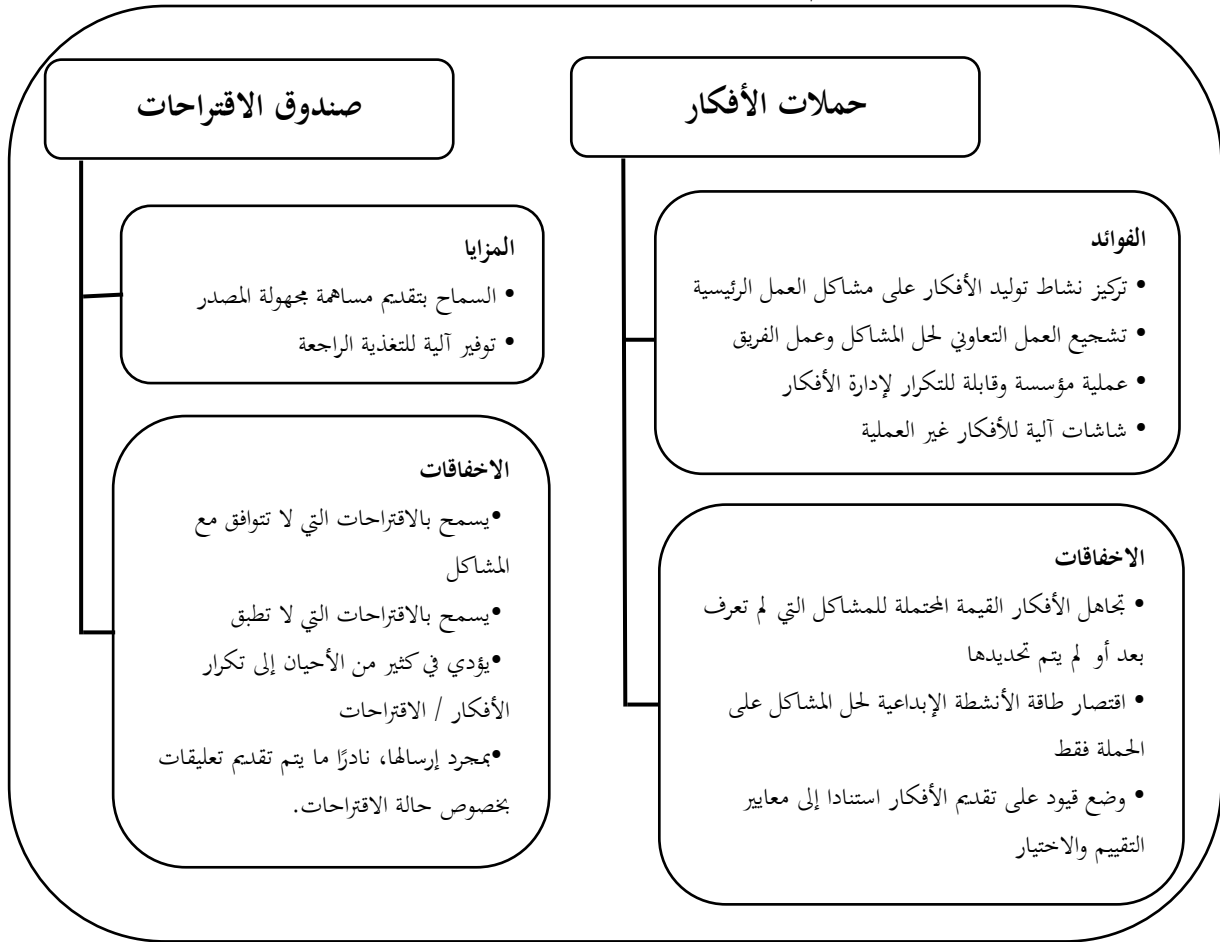 حملات الأفكار
الفوائد
• تركيز نشاط توليد الأفكار على مشاكل العمل الرئيسية
• تشجيع العمل التعاوني لحل المشاكل وعمل الفريق
• عملية مؤسسة وقابلة للتكرار لإدارة الأفكار
• شاشات آلية للأفكار غير العملية
الاخفاقات
• تجاهل الأفكار القيمة المحتملة للمشاكل التي لم تعرف
بعد أو لم يتم تحديدها
• اقتصار طاقة الأنشطة الإبداعية لحل المشاكل على
الحملة فقط
• وضع قيود على تقديم الأفكار استنادا إلى معايير
التقييم والاختيار
صندوق الاقتراحات
المزايا
• السماح بتقديم مساهمة مجهولة المصدر
• توفير آلية للتغذية الراجعة
الاخفاقات
•يسمح بالاقتراحات التي لا تتوافق مع
المشاكل
•يسمح بالاقتراحات التي لا تطبق
•يؤدي في كثير من الأحيان إلى تكرار
الأفكار / الاقتراحات
•بمجرد إرسالها، نادرًا ما يتم تقديم تعليقات
بخصوص حالة الاقتراحات.